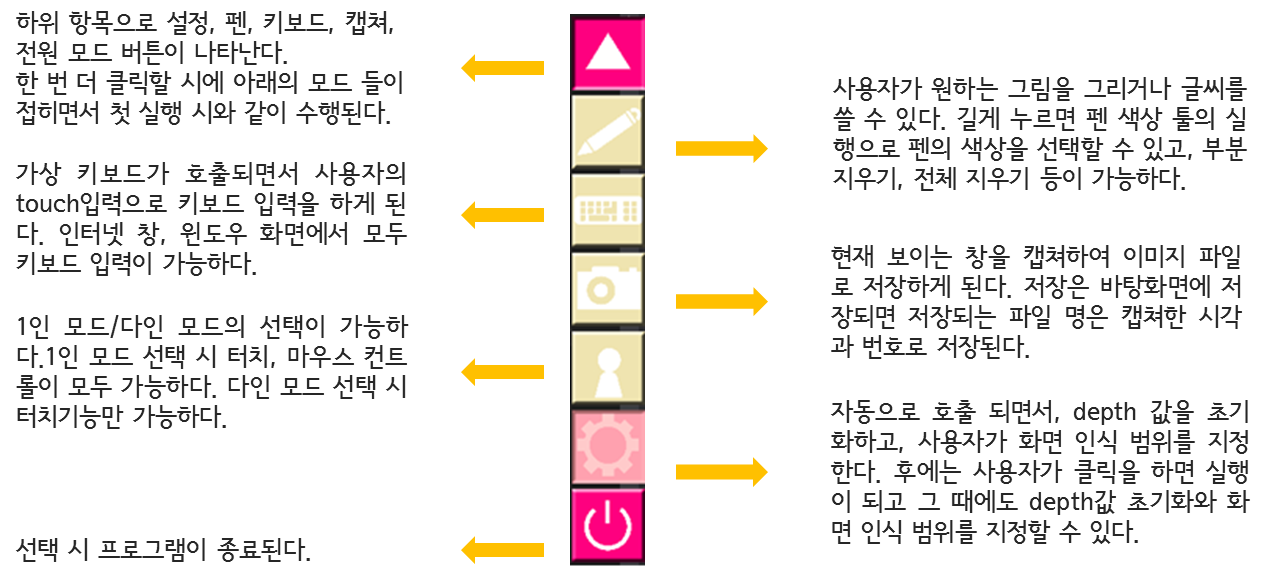 하위 항목으로 설정, 펜, 키보드, 캡쳐,
전원 모드 버튼이 나타난다.
한 번 더 클릭할 시에 아래의 모드 들이
접히면서 첫 실행 시와 같이 수행된다.
가상 키보드가 호출되면서 사용자의
touch입력으로 키보드 입력을 하게 된
다. 인터넷 창, 윈도우 화면에서 모두
키보드 입력이 가능하다.
1인 모드/다인 모드의 선택이 가능하
다.1인 모드 선택 시 터치, 마우스 컨트
롤이 모두 가능하다. 다인 모드 선택 시
터치기능만 가능하다.
선택 시 프로그램이 종료된다.
사용자가 원하는 그림을 그리거나 글씨를
쓸 수 있다. 길게 누르면 펜 색상 툴의 실
행으로 펜의 색상을 선택할 수 있고, 부분
지우기, 전체 지우기 등이 가능하다.
현재 보이는 창을 캡쳐하여 이미지 파일
로 저장하게 된다. 저장은 바탕화면에 저
장되면 저장되는 파일 명은 캡쳐한 시각
과 번호로 저장된다.
자동으로 호출 되면서, depth 값을 초기
화하고, 사용자가 화면 인식 범위를 지정
한다. 후에는 사용자가 클릭을 하면 실행
이 되고 그 때에도 depth값 초기화와 화
면 인식 범위를 지정할 수 있다.